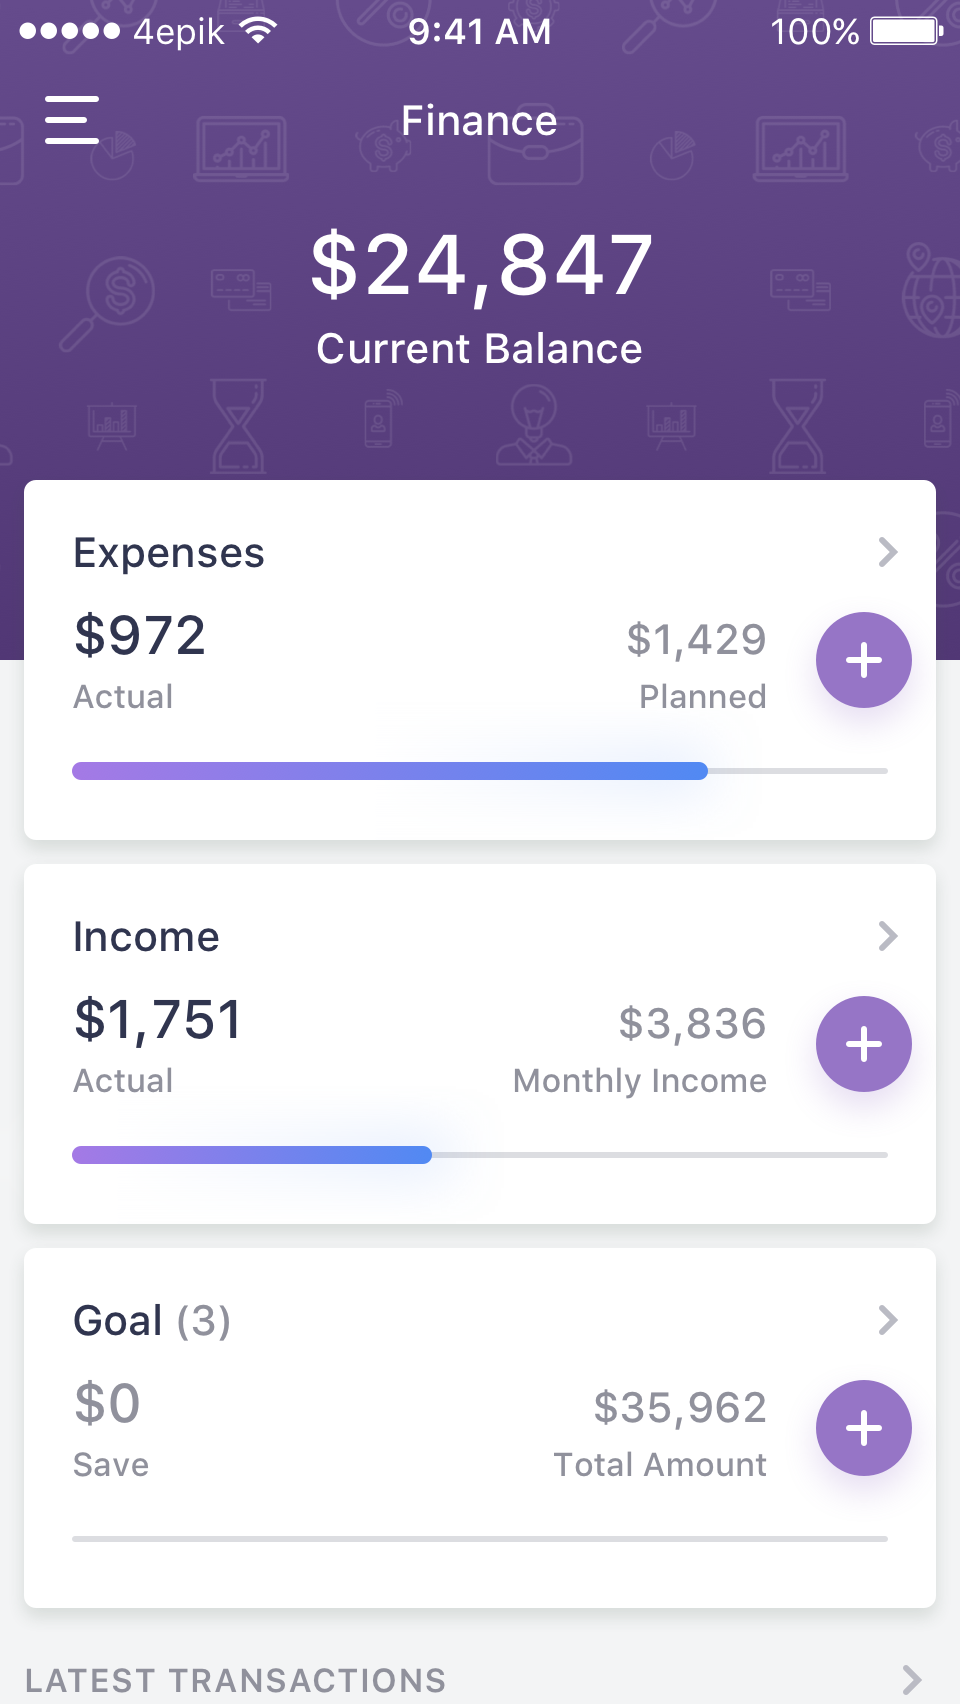 4epik 9:41 AM 100%
Finance
$24,847
Current Balance
Expenses
$972 $1,429
Actual Planned
Income
$1,751 $3,836
Actual Monthly Income
Goal (3)
$0 $35,962
Save Total Amount
LATEST TRANSACTIONS